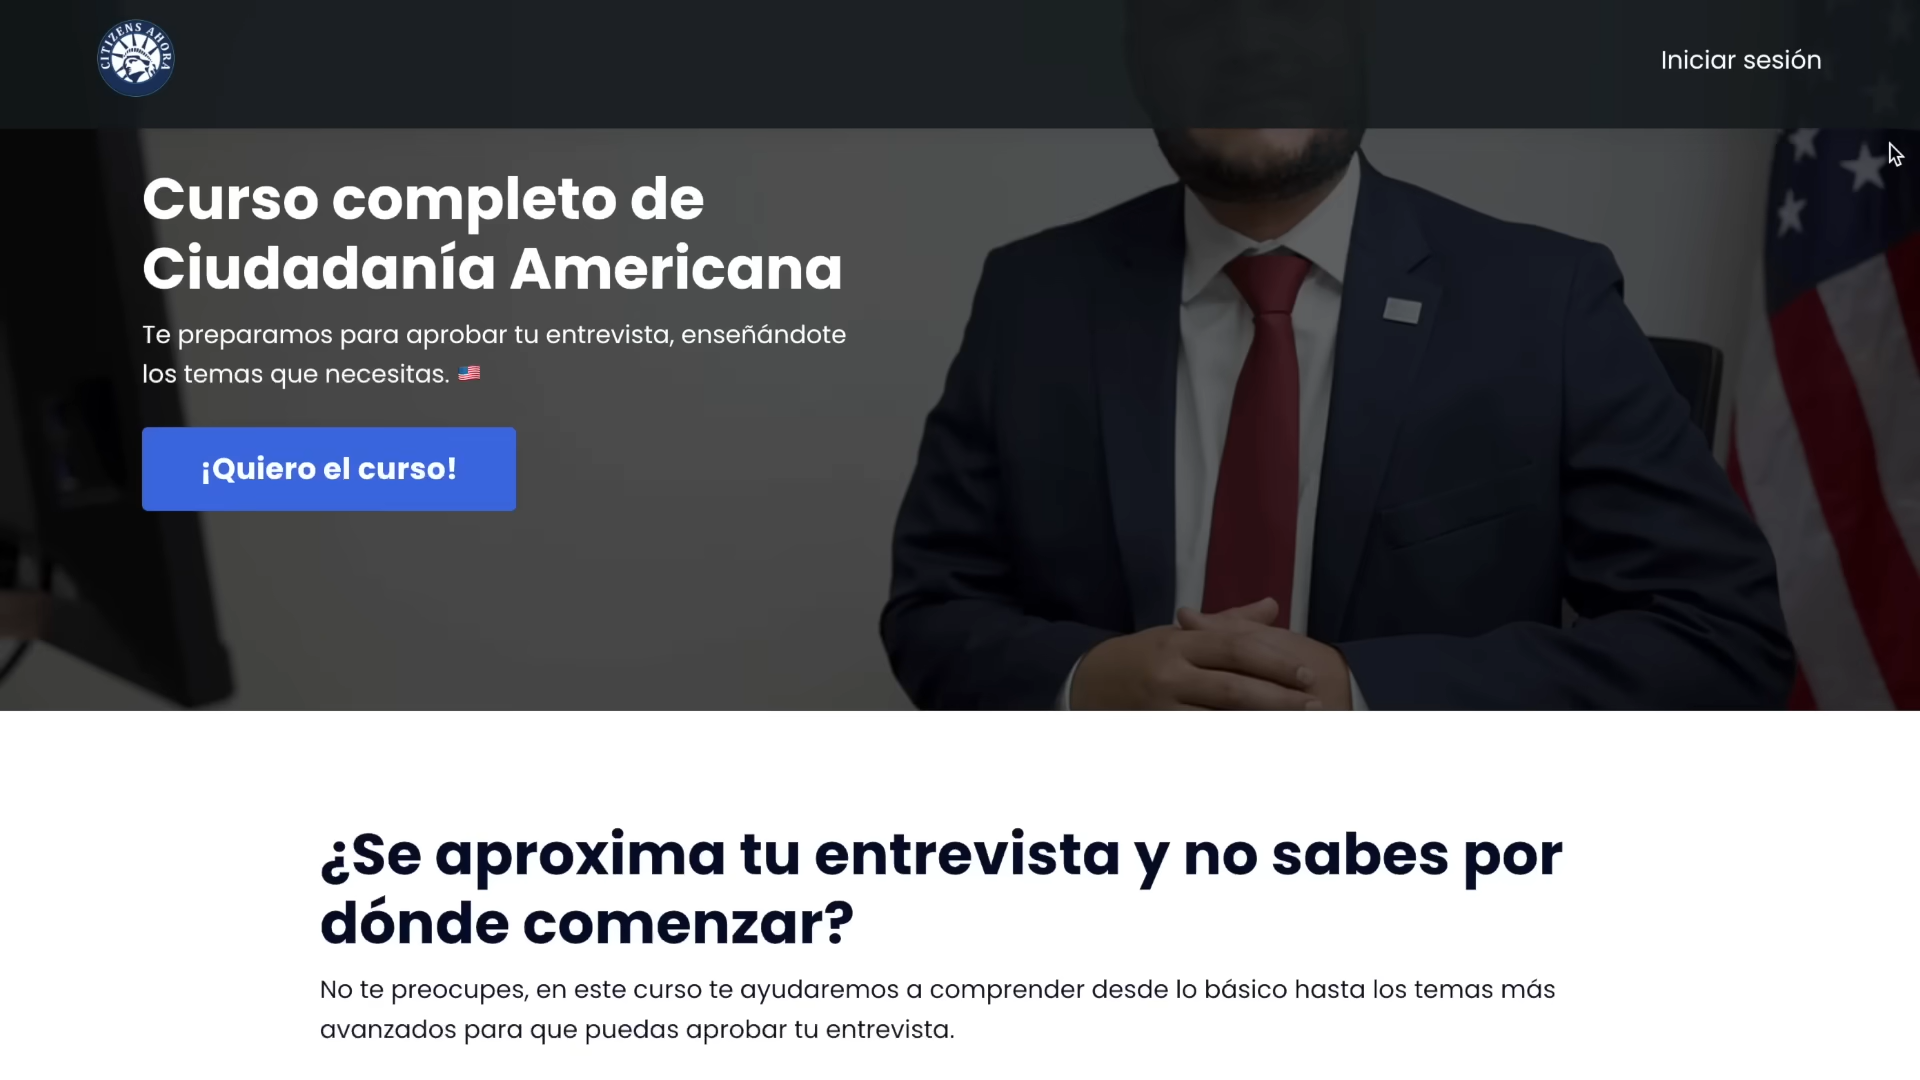 CITIZENS AHORA
Iniciar sesión
Curso completo de
Ciudadanía Americana
Te preparamos para aprobar tu entrevista, enseñándote
los temas que necesitas. 🇺🇸
¡Quiero el curso!
¿Se aproxima tu entrevista y no sabes por
dónde comenzar?
No te preocupes, en este curso te ayudaremos a comprender desde lo básico hasta los temas más
avanzados para que puedas aprobar tu entrevista.